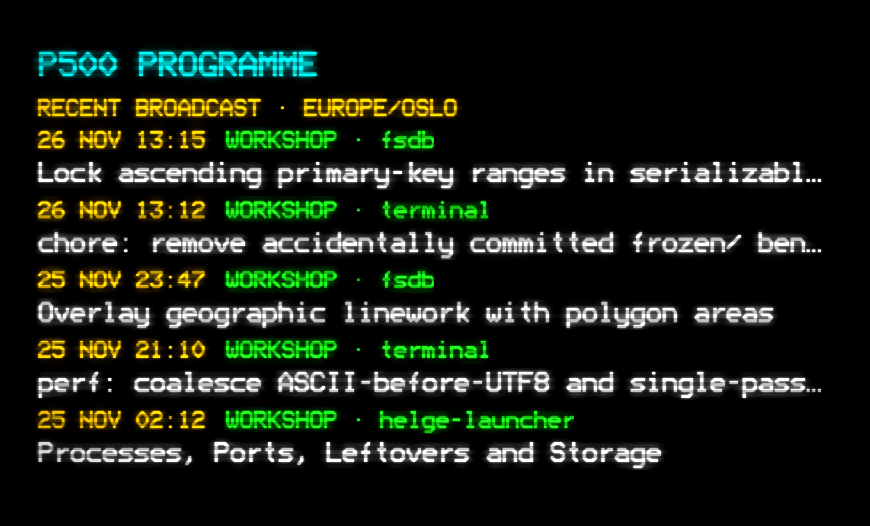 P500 PROGRAMME
RECENT BROADCAST · EUROPE/OSLO
26 NOV 13:15 WORKSHOP · fsdb
Lock ascending primary-key ranges in serializabl…
26 NOV 13:12 WORKSHOP · terminal
chore: remove accidentally committed frozen/ ben…
25 NOV 23:47 WORKSHOP · fsdb
Overlay geographic linework with polygon areas
25 NOV 21:10 WORKSHOP · terminal
perf: coalesce ASCII-before-UTF8 and single-pass…
25 NOV 02:12 WORKSHOP · helge-launcher
Processes, Ports, Leftovers and Storage